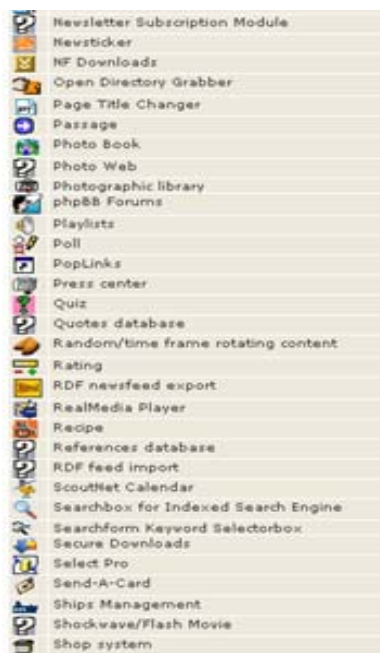 Newsletter Subscription Module
Newsticker
NF Downloads
Open Directory Grabber
Page Title Changer
Passage
Photo Book
Photo Web
Photographic library
phpBB Forums
Playlists
Poll
PopLinks
Press center
Quiz
Quotes database
Random/time frame rotating content
Rating
RDF newsfeed export
RealMedia Player
Recipe
References database
RDF feed import
ScoutNet Calendar
Searchbox for Indexed Search Engine
Searchform Keyword Selectorbox
Secure Downloads
Select Pro
Send-A-Card
Ships Management
Shockwave/Flash Movie
Shop system